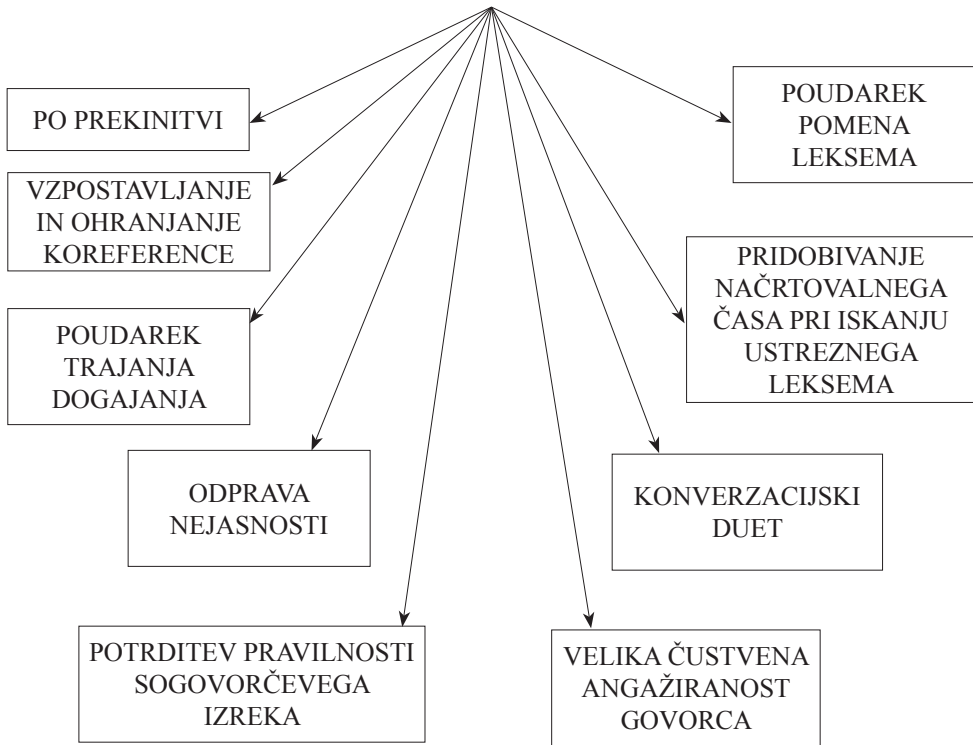 PO PREKINITVI
VZPOSTAVLJANJE
IN OHRANJANJE
KOREFERENCE
POUDAREK
TRAJANJA
DOGAJANJA
ODPRAVA
NEJASNOSTI
POTRDITEV PRAVILNOSTI
SOGOVORČEVEGA
IZREKA
VELIKA ČUSTVENA
ANGAŽIRANOST
GOVORCA
KONVERZACIJSKI
DUET
PRIDOBIVANJE
NAČRTOVALNEGA
ČASA PRI ISKANJU
USTREZNEGA
LEKSEMA
POUDAREK
POMENA
LEKSEMA